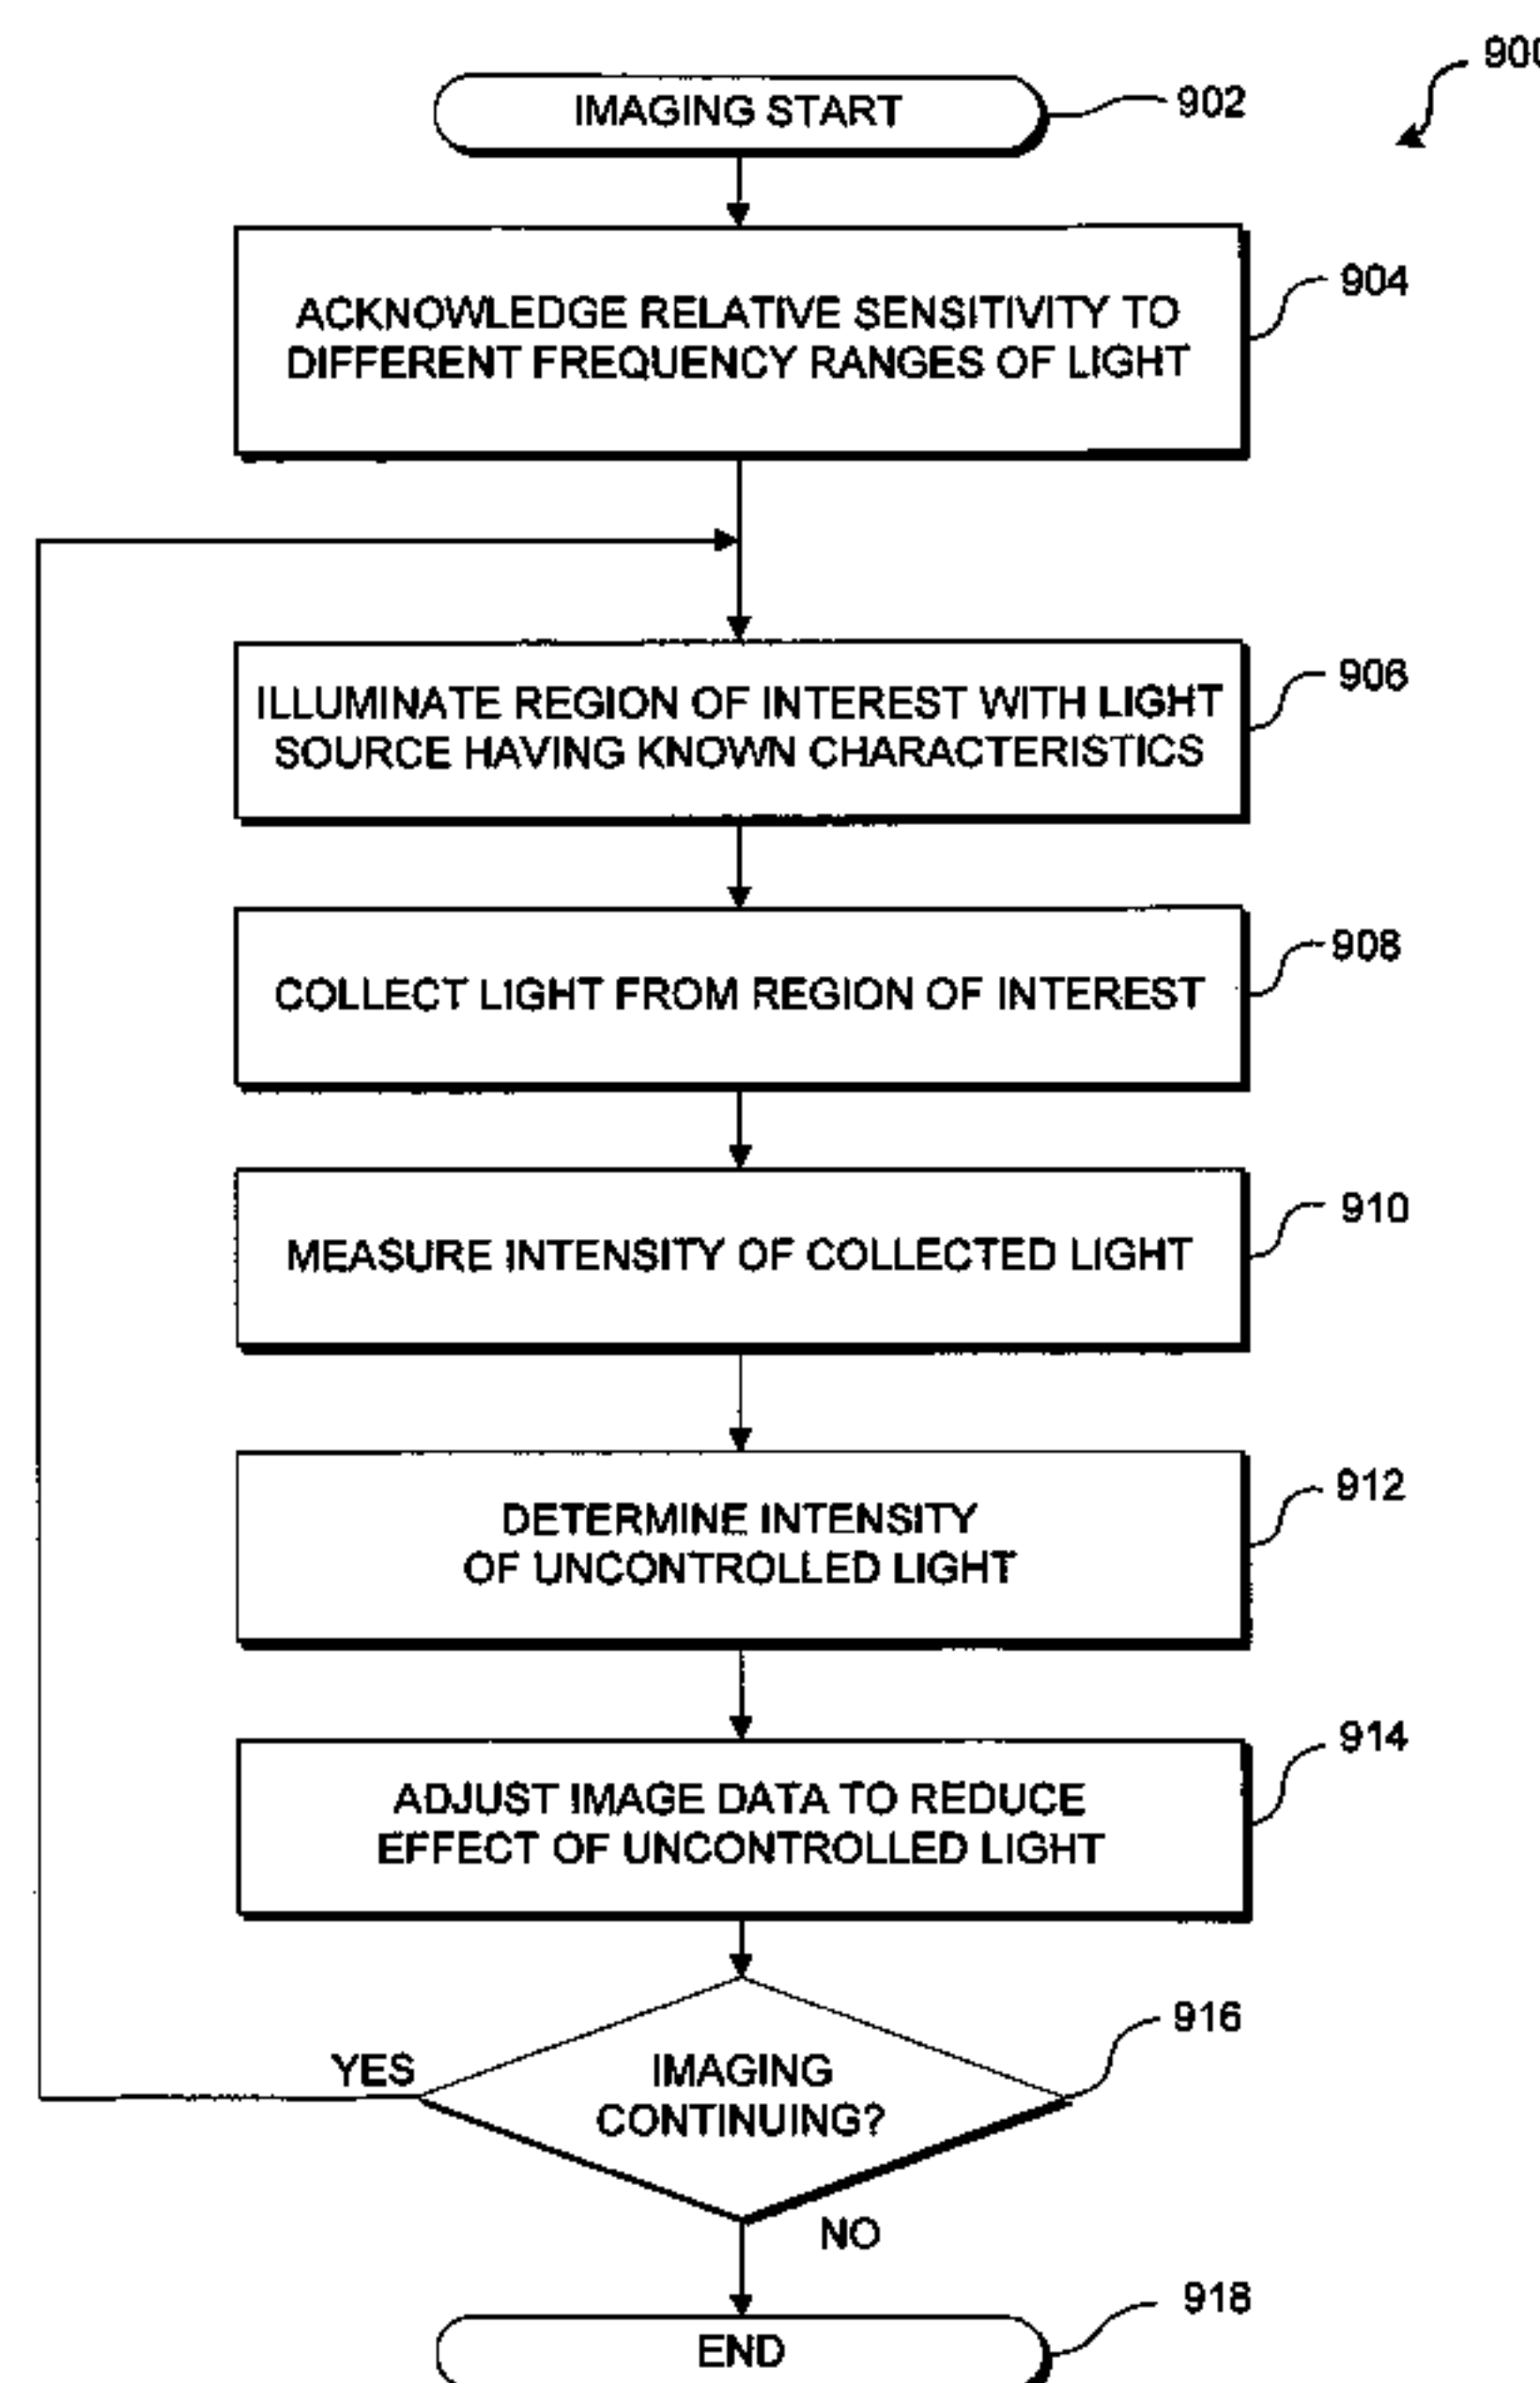 900
IMAGING START
902
ACKNOWLEDGE RELATIVE SENSITIVITY TO
DIFFERENT FREQUENCY RANGES OF LIGHT
904
ILLUMINATE REGION OF INTEREST WITH LIGHT
SOURCE HAVING KNOWN CHARACTERISTICS
906
COLLECT LIGHT FROM REGION OF INTEREST
908
MEASURE INTENSITY OF COLLECTED LIGHT
910
DETERMINE INTENSITY
OF UNCONTROLLED LIGHT
912
ADJUST IMAGE DATA TO REDUCE
EFFECT OF UNCONTROLLED LIGHT
914
YES
IMAGING
CONTINUING?
916
NO
END
918